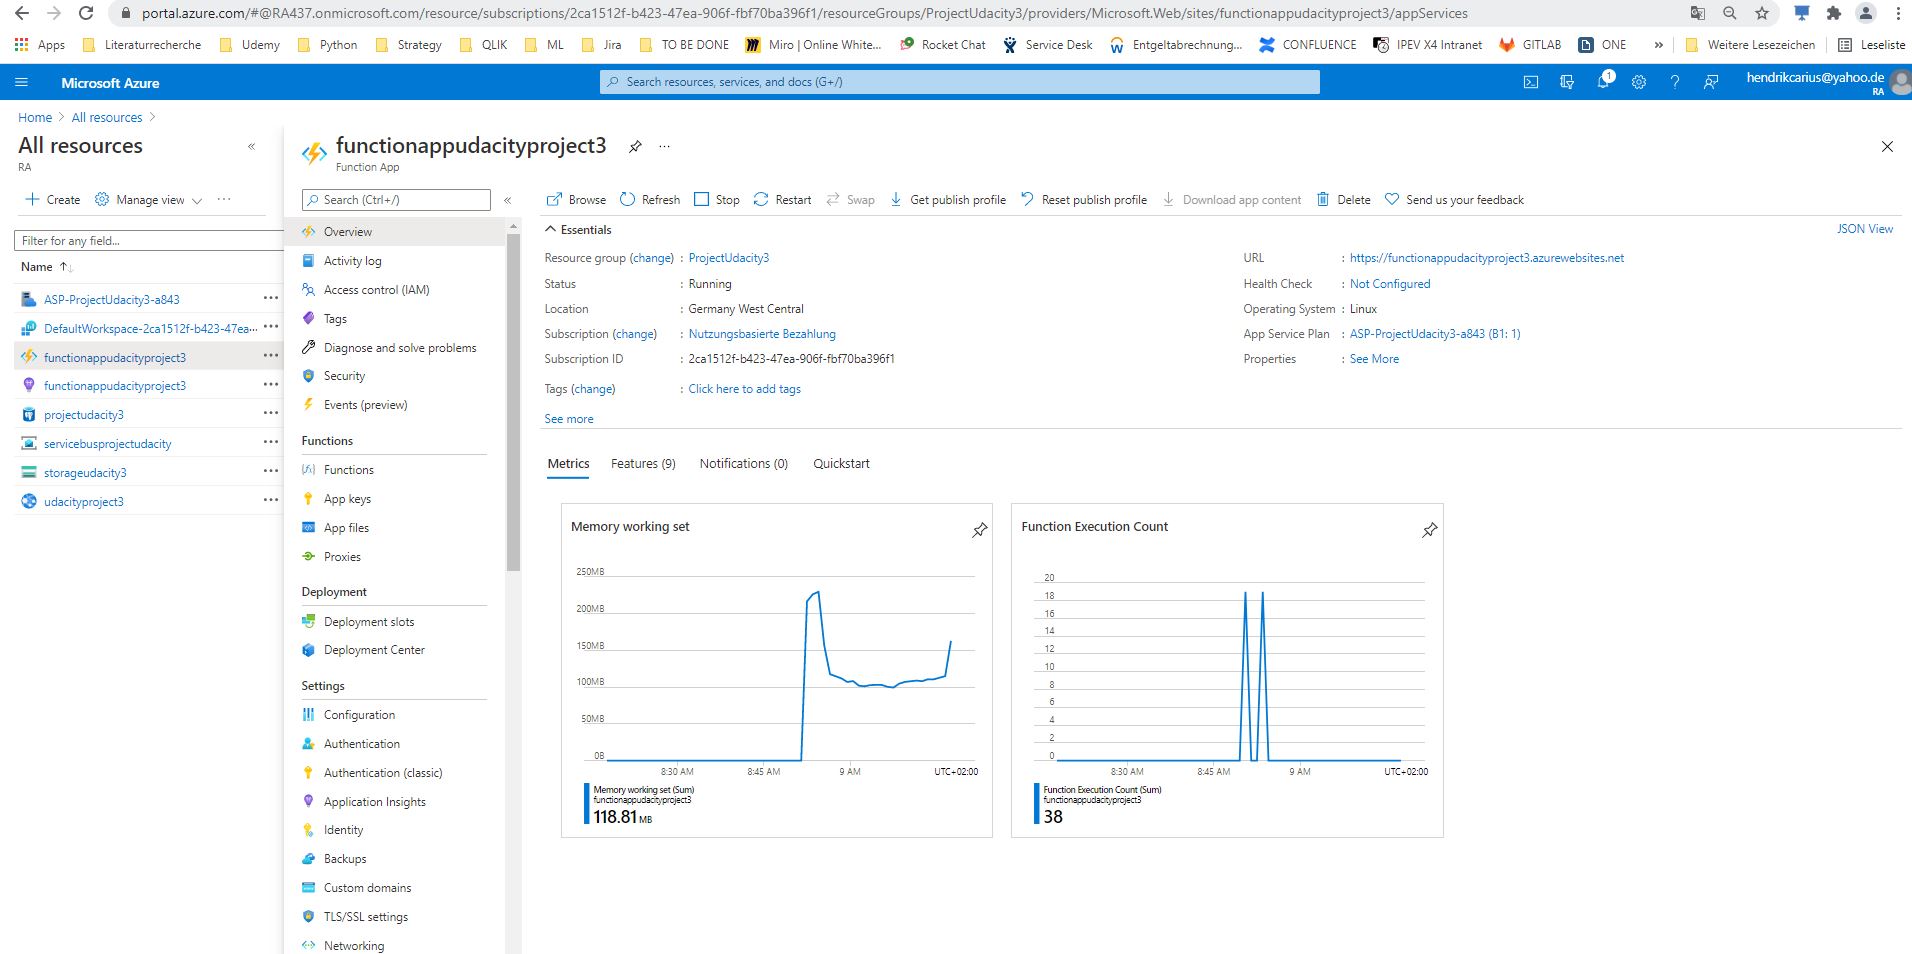 portal.azure.com/#@RA437.onmicrosoft.com/resource/subscriptions/2ca1512f-b423-47ea-906f-fbf70ba396f1/resourceGroups/ProjectUdacity3/providers/Microsoft.Web/sites/functionappudacityproject3/appServices
Apps Literaturrecherche Udemy Python Strategy QLIK ML Jira TO BE DONE Miro | Online White... Rocket Chat Service Desk Entgeltabrechnung... CONFLUENCE IPEV X4 Intranet GITLAB ONE » Weitere Lesezeichen Leseliste
Microsoft Azure
Search resources, services, and docs (G+/)
1
hendrikcarius@yahoo.de
RA
Home > All resources >
All resources «
RA
+ Create Manage view ...
Filter for any field...
Name ↑↓
ASP-ProjectUdacity3-a843 ...
DefaultWorkspace-2ca1512f-b423-47ea-... ...
functionappudacityproject3 ...
functionappudacityproject3 ...
projectudacity3 ...
servicebusprojectudacity ...
storageudacity3 ...
udacityproject3 ...
functionappudacityproject3 ...
Function App
Search (Ctrl+/) «
Overview
Activity log
Access control (IAM)
Tags
Diagnose and solve problems
Security
Events (preview)
Functions
Functions
App keys
App files
Proxies
Deployment
Deployment slots
Deployment Center
Settings
Configuration
Authentication
Authentication (classic)
Application Insights
Identity
Backups
Custom domains
TLS/SSL settings
Networking
Browse Refresh Stop Restart Swap Get publish profile Reset publish profile Download app content Delete Send us your feedback
Essentials
JSON View
Resource group (change) : ProjectUdacity3
Status : Running
Location : Germany West Central
Subscription (change) : Nutzungsbasierte Bezahlung
Subscription ID : 2ca1512f-b423-47ea-906f-fbf70ba396f1
Tags (change) : Click here to add tags
See more
URL : https://functionappudacityproject3.azurewebsites.net
Health Check : Not Configured
Operating System : Linux
App Service Plan : ASP-ProjectUdacity3-a843 (B1: 1)
Properties : See More
Metrics Features (9) Notifications (0) Quickstart
Memory working set
250MB
200MB
150MB
100MB
50MB
0B
8:30 AM 8:45 AM 9 AM UTC+02:00
Memory working set (Sum)
functionappudacityproject3
118.81 MB
Function Execution Count
20
18
16
14
12
10
8
6
4
2
0
8:30 AM 8:45 AM 9 AM UTC+02:00
Function Execution Count (Sum)
functionappudacityproject3
38